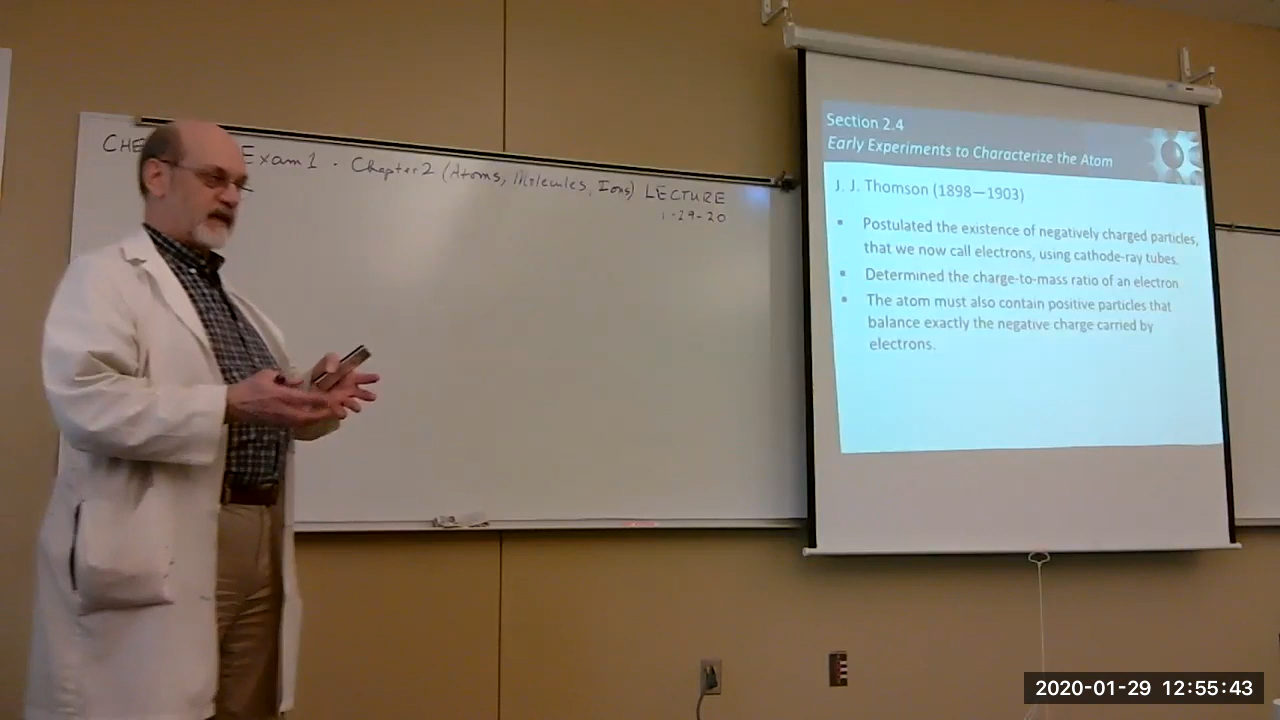 CHE Exam 1 - Chapter 2 (Atoms, Molecules, Ions) LECTURE
1-29-20
Section 2.4
Early Experiments to Characterize the Atom
J. J. Thomson (1898—1903)
▪ Postulated the existence of negatively charged particles,
that we now call electrons, using cathode-ray tubes.
▪ Determined the charge-to-mass ratio of an electron
▪ The atom must also contain positive particles that
balance exactly the negative charge carried by
electrons.
2020-01-29 12:55:43